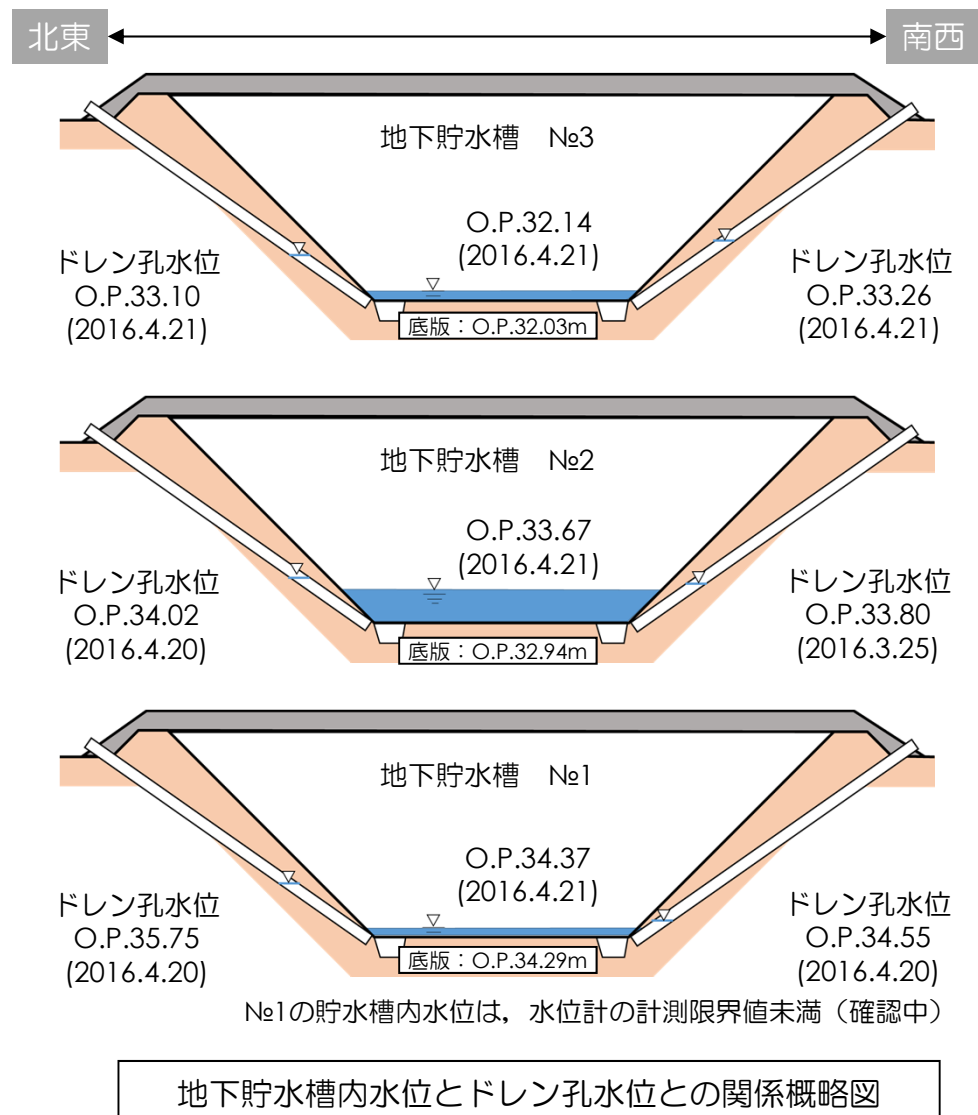 北東
南西
地下貯水槽　№3
O.P.32.14
(2016.4.21)
ドレン孔水位
O.P.33.10
(2016.4.21)
ドレン孔水位
O.P.33.26
(2016.4.21)
底版：O.P.32.03m
地下貯水槽　№2
O.P.33.67
(2016.4.21)
ドレン孔水位
O.P.34.02
(2016.4.20)
ドレン孔水位
O.P.33.80
(2016.3.25)
底版：O.P.32.94m
地下貯水槽　№1
O.P.34.37
(2016.4.21)
ドレン孔水位
O.P.35.75
(2016.4.20)
ドレン孔水位
O.P.34.55
(2016.4.20)
底版：O.P.34.29m
№1の貯水槽内水位は，水位計の計測限界値未満（確認中）
地下貯水槽内水位とドレン孔水位との関係概略図